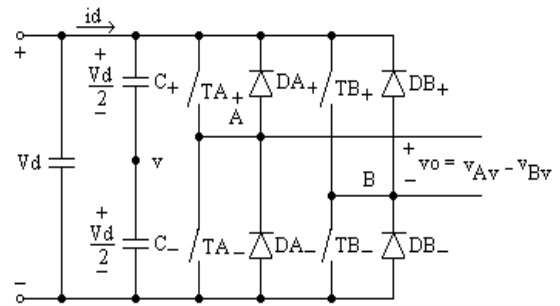 id
+
+
Vd
2
−
C+
TA+
DA+
TB+
DB+
A
Vd
v
+
−
vo = vAv - vBv
B
+
Vd
2
−
C−
TA−
DA−
TB−
DB−
−